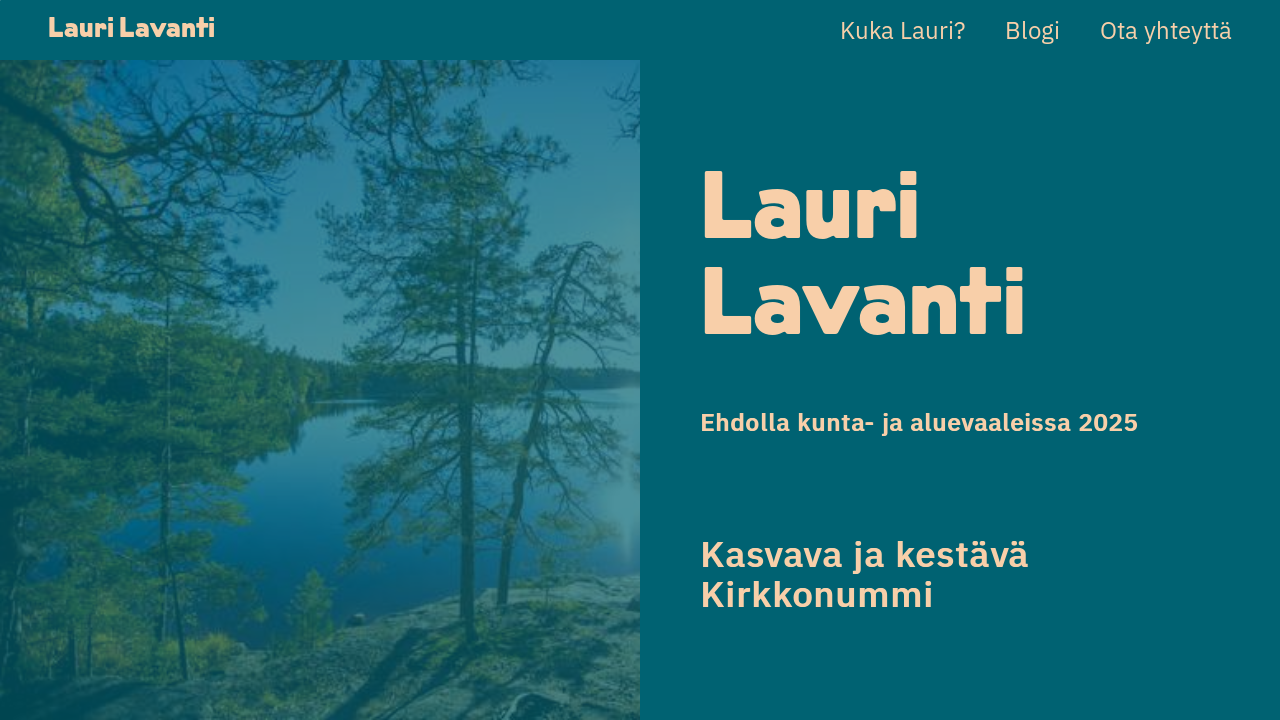 Lauri Lavanti
Kuka Lauri?
Blogi
Ota yhteyttä
Lauri
Lavanti
Ehdolla kunta- ja aluevaaleissa 2025
Kasvava ja kestävä
Kirkkonummi